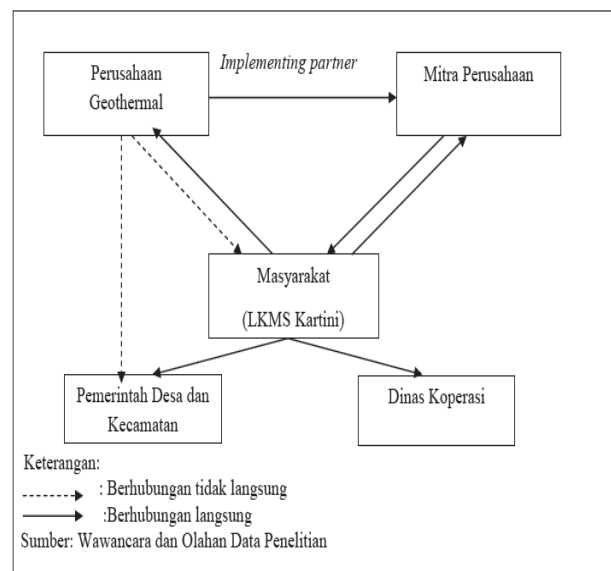 Perusahaan
Geothermal
Implementing partner
Mitra Perusahaan
Masyarakat
(LKMS Kartini)
Pemerintah Desa dan
Kecamatan
Dinas Koperasi
Keterangan:
: Berhubungan tidak langsung
:Berhubungan langsung
Sumber: Wawancara dan Olahan Data Penelitian